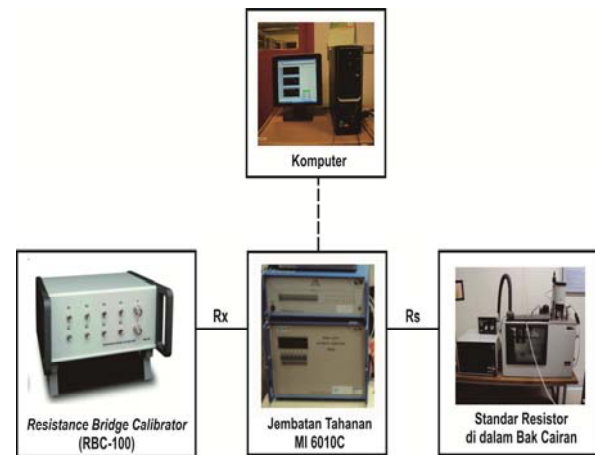 Komputer
Rx
Rs
Resistance Bridge Calibrator
(RBC-100)
Jembatan Tahanan
MI 6010C
Standar Resistor
di dalam Bak Cairan